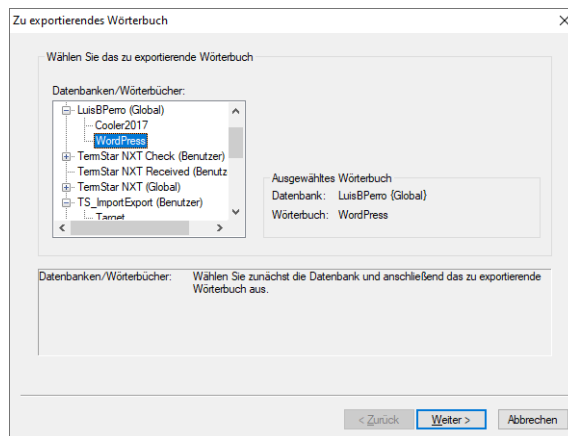 Zu exportierendes Wörterbuch
Wählen Sie das zu exportierende Wörterbuch
Datenbanken/Wörterbücher:
LuisBPerro (Global)
Cooler2017
WordPress
TermStar NXT Check (Benutzer)
TermStar NXT Received (Benutz
TermStar NXT (Global)
TS_ImportExport (Benutzer)
Target
Ausgewähltes Wörterbuch
Datenbank: LuisBPerro {Global}
Wörterbuch: WordPress
Datenbanken/Wörterbücher: Wählen Sie zunächst die Datenbank und anschließend das zu exportierende
Wörterbuch aus.
< Zurück Weiter > Abbrechen